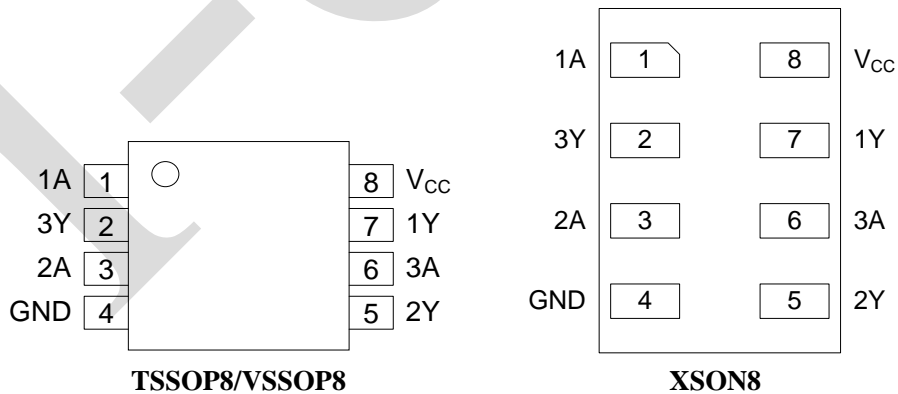 1A 1 8 VCC
3Y 2 7 1Y
2A 3 6 3A
GND 4 5 2Y
TSSOP8/VSSOP8
1A 1 8 VCC
3Y 2 7 1Y
2A 3 6 3A
GND 4 5 2Y
XSON8